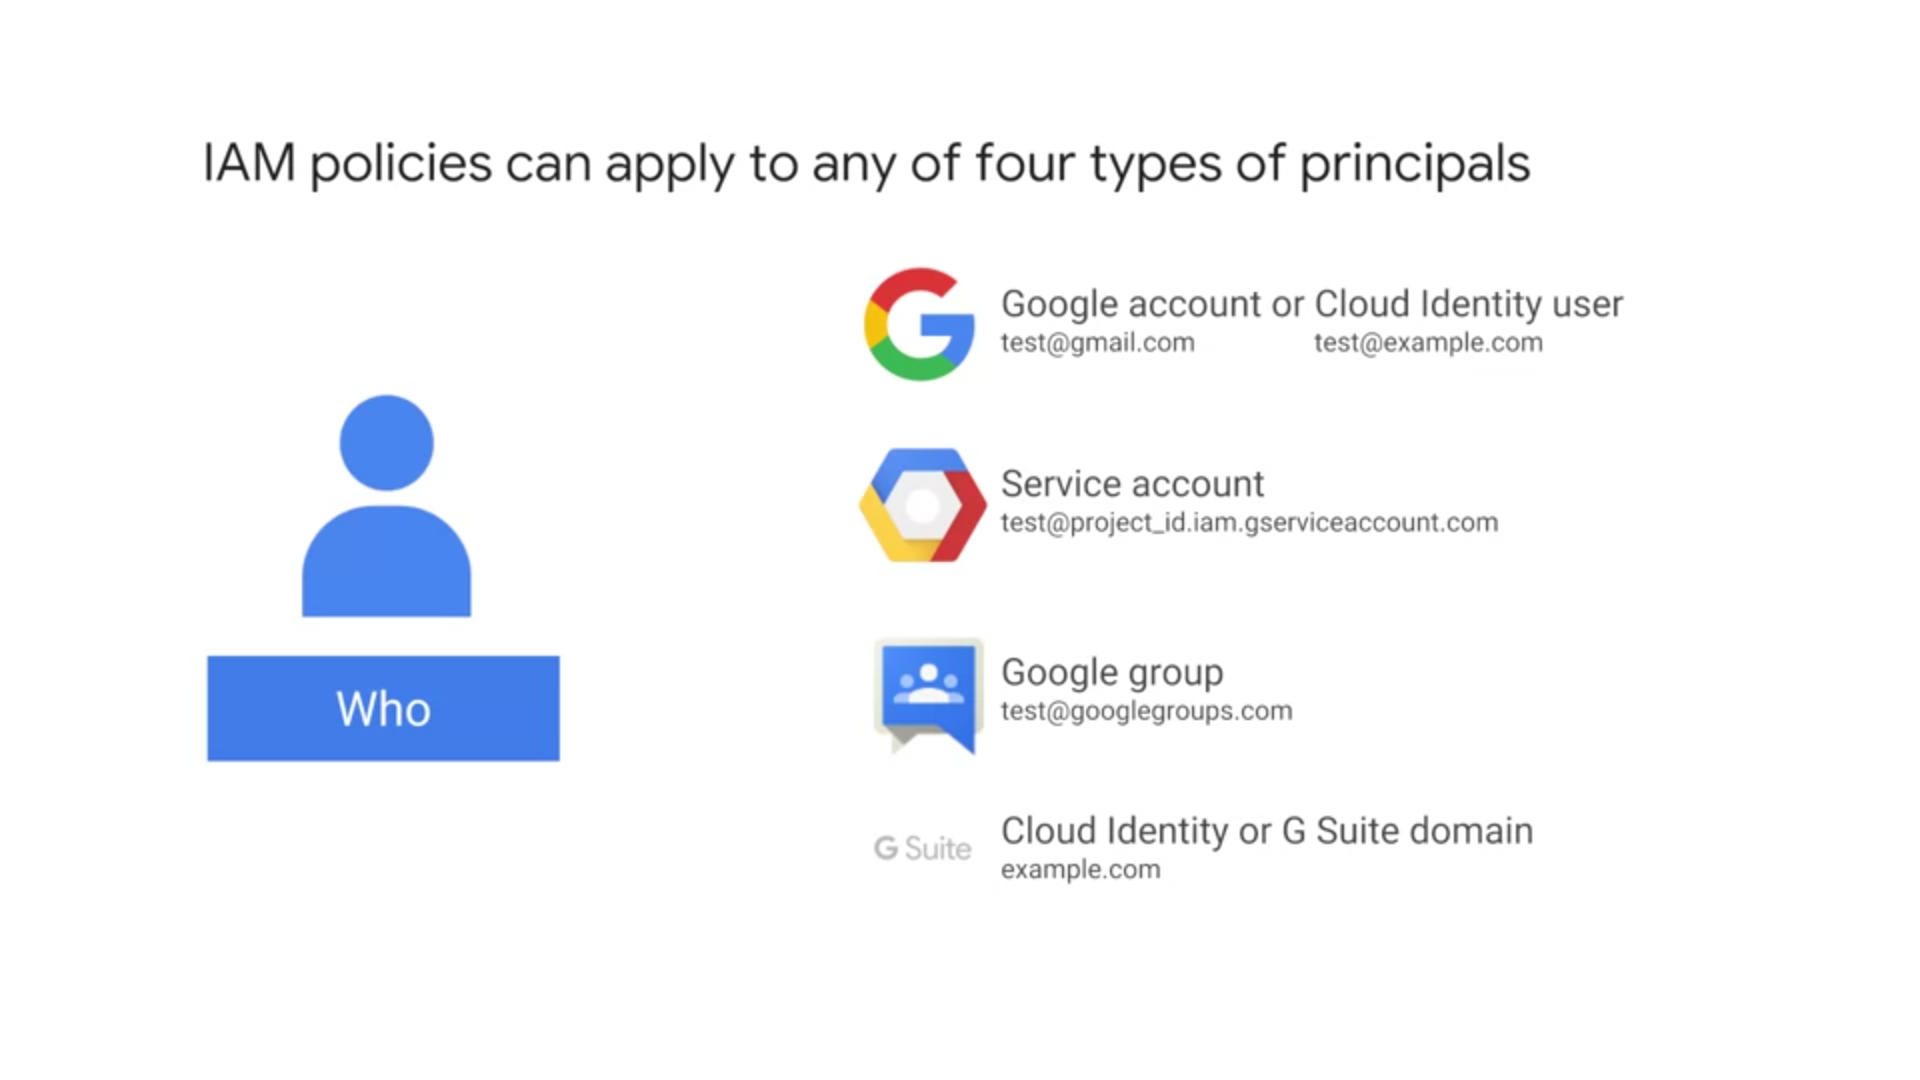 IAM policies can apply to any of four types of principals
Who
Google account or Cloud Identity user
test@gmail.com test@example.com
Service account
test@project_id.iam.gserviceaccount.com
Google group
test@googlegroups.com
G Suite
Cloud Identity or G Suite domain
example.com